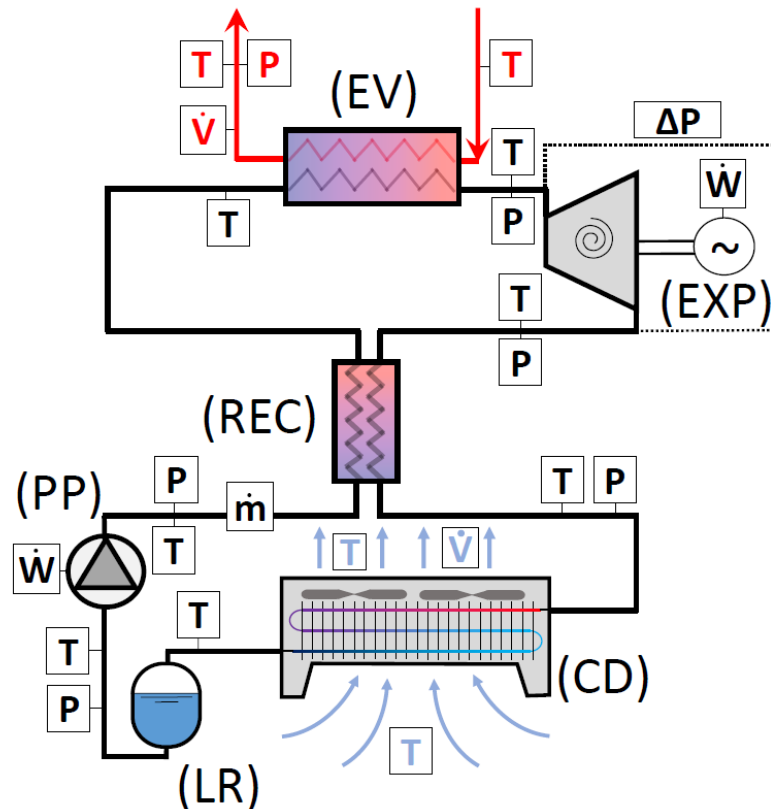 T P T
(EV)
V̇
ΔP
T
Ẇ
T
P
~
(EXP)
T
P
(REC)
(PP)
P
ṁ
T
T P
T V̇
Ẇ
T
T
P
(CD)
T
(LR)